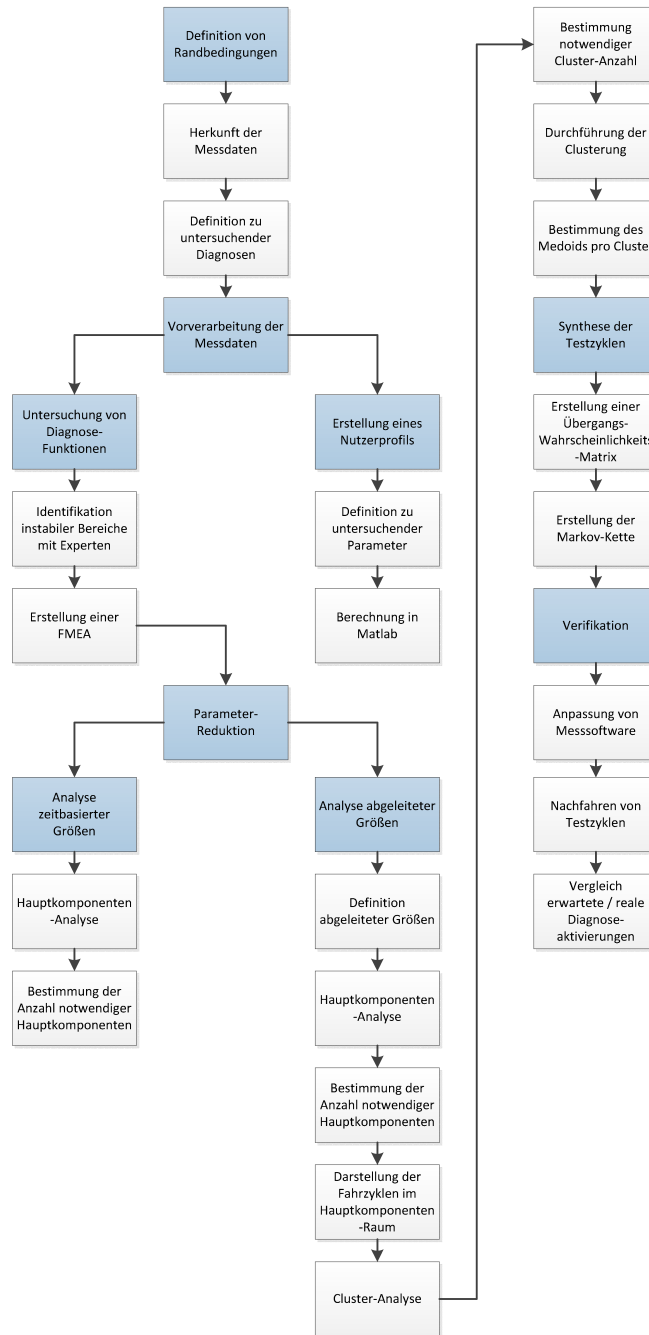 Definition von
Randbedingungen
Herkunft der
Messdaten
Definition zu
untersuchender
Diagnosen
Vorverarbeitung der
Messdaten
Untersuchung von
Diagnose-
Funktionen
Identifikation
instabiler Bereiche
mit Experten
Erstellung einer
FMEA
Erstellung eines
Nutzerprofils
Definition zu
untersuchender
Parameter
Berechnung in
Matlab
Parameter-
Reduktion
Analyse
zeitbasierter
Größen
Hauptkomponenten
-Analyse
Bestimmung der
Anzahl notwendiger
Hauptkomponenten
Analyse abgeleiteter
Größen
Definition
abgeleiteter Größen
Hauptkomponenten
-Analyse
Bestimmung der
Anzahl notwendiger
Hauptkomponenten
Darstellung der
Fahrzyklen im
Hauptkomponenten
-Raum
Cluster-Analyse
Bestimmung
notwendiger
Cluster-Anzahl
Durchführung der
Clusterung
Bestimmung des
Medoids pro Cluster
Synthese der
Testzyklen
Erstellung einer
Übergangs-
Wahrscheinlichkeits
-Matrix
Erstellung der
Markov-Kette
Verifikation
Anpassung von
Messsoftware
Nachfahren von
Testzyklen
Vergleich
erwartete / reale
Diagnose-
aktivierungen